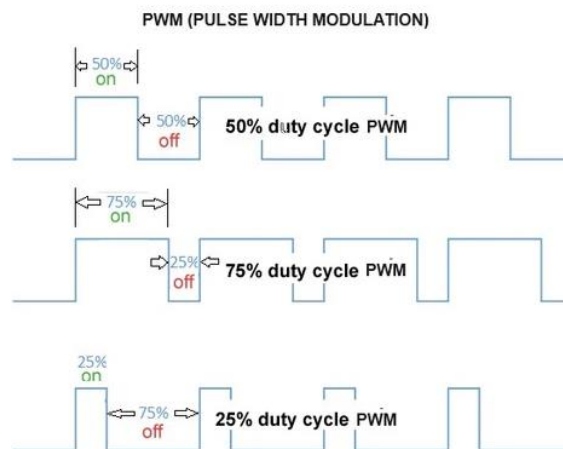 PWM (PULSE WIDTH MODULATION)
50%
on
50%
off
50% duty cycle PWM
75%
on
25%
off
75% duty cycle PWM
25%
on
75%
off
25% duty cycle PWM